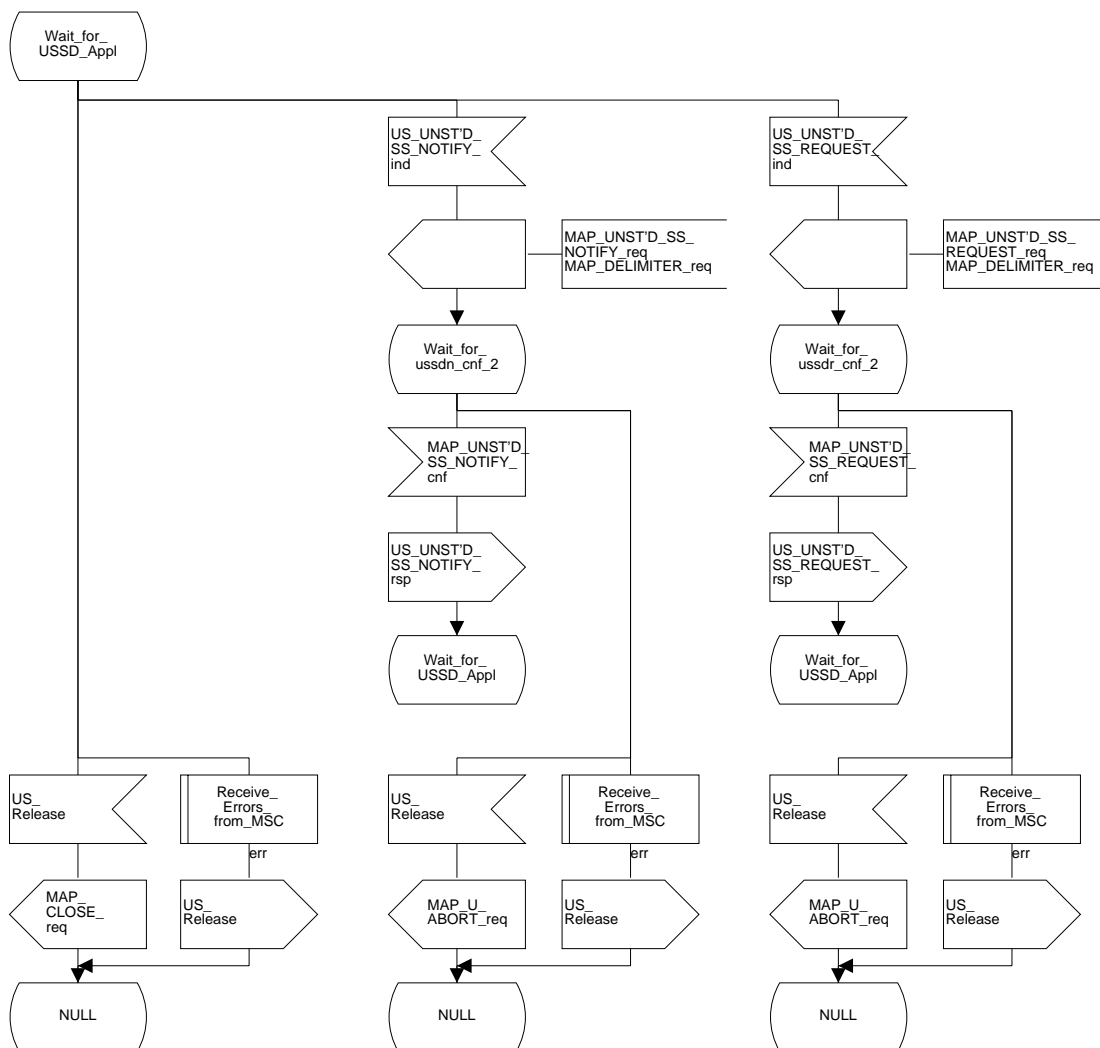 Wait_for_
USSD_Appl
US_UNST'D_
SS_NOTIFY_
ind
US_UNST'D_
SS_REQUEST_
ind
MAP_UNST'D_SS_
NOTIFY_req
MAP_DELIMITER_req
MAP_UNST'D_SS_
REQUEST_req
MAP_DELIMITER_req
Wait_for_
ussdn_cnf_2
Wait_for_
ussdr_cnf_2
MAP_UNST'D_
SS_NOTIFY_
cnf
MAP_UNST'D_
SS_REQUEST_
cnf
US_UNST'D_
SS_NOTIFY_
rsp
US_UNST'D_
SS_REQUEST_
rsp
Wait_for_
USSD_Appl
Wait_for_
USSD_Appl
US_
Release
Receive_
Errors_
from_MSC
US_
Release
Receive_
Errors_
from_MSC
US_
Release
Receive_
Errors_
from_MSC
err
err
err
MAP_
CLOSE_
req
US_
Release
MAP_U_
ABORT_req
US_
Release
MAP_U_
ABORT_req
US_
Release
NULL
NULL
NULL